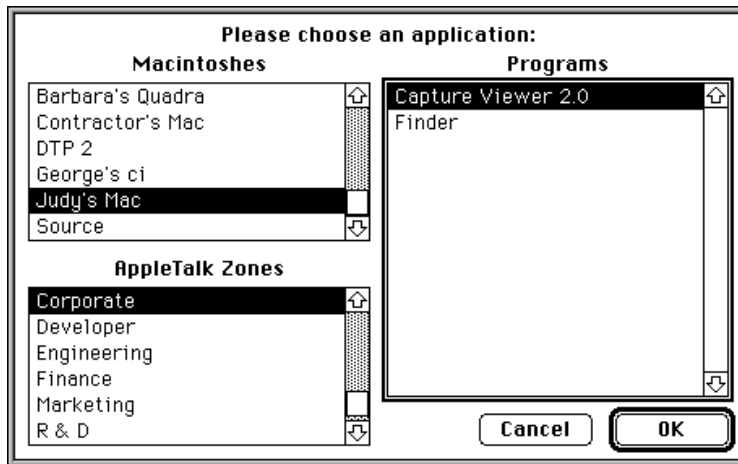 Please choose an application:
Macintoshes
Barbara's Quadra
Contractor's Mac
DTP 2
George's ci
Judy's Mac
Source
AppleTalk Zones
Corporate
Developer
Engineering
Finance
Marketing
R & D
Programs
Capture Viewer 2.0
Finder
Cancel
OK